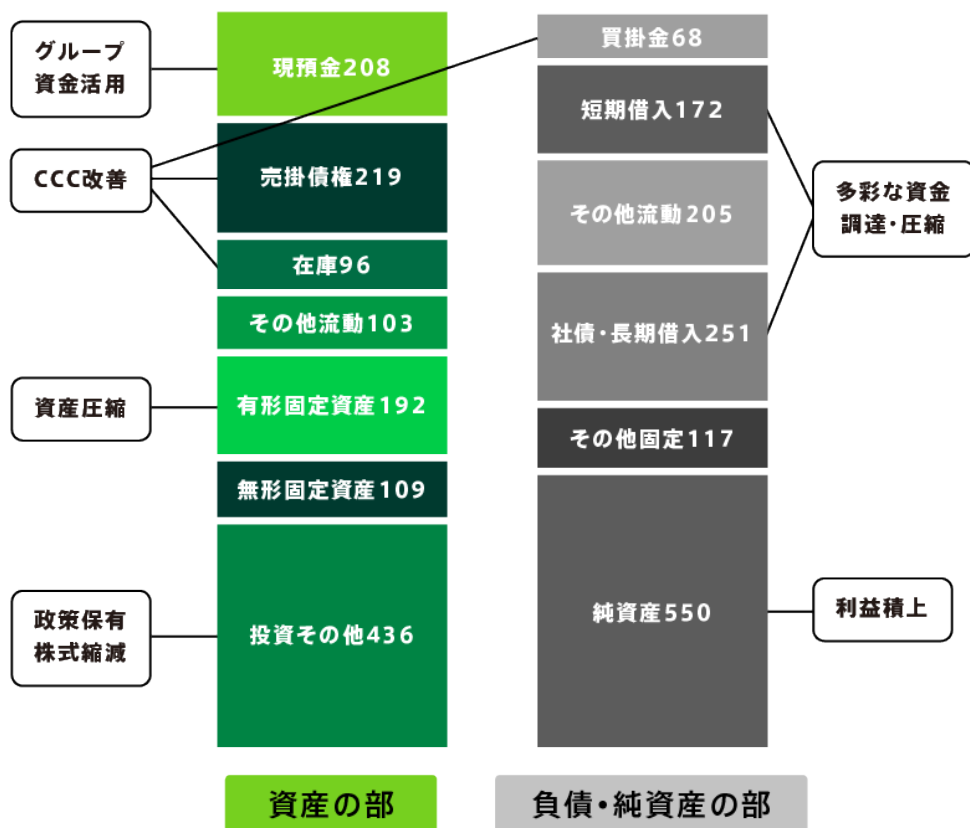 グループ
資金活用
CCC改善
資産圧縮
政策保有
株式縮減
現預金208
売掛債権219
在庫96
その他流動103
有形固定資産192
無形固定資産109
投資その他436
資産の部
買掛金68
短期借入172
その他流動205
社債・長期借入251
その他固定117
純資産550
負債・純資産の部
多彩な資金
調達・圧縮
利益積上